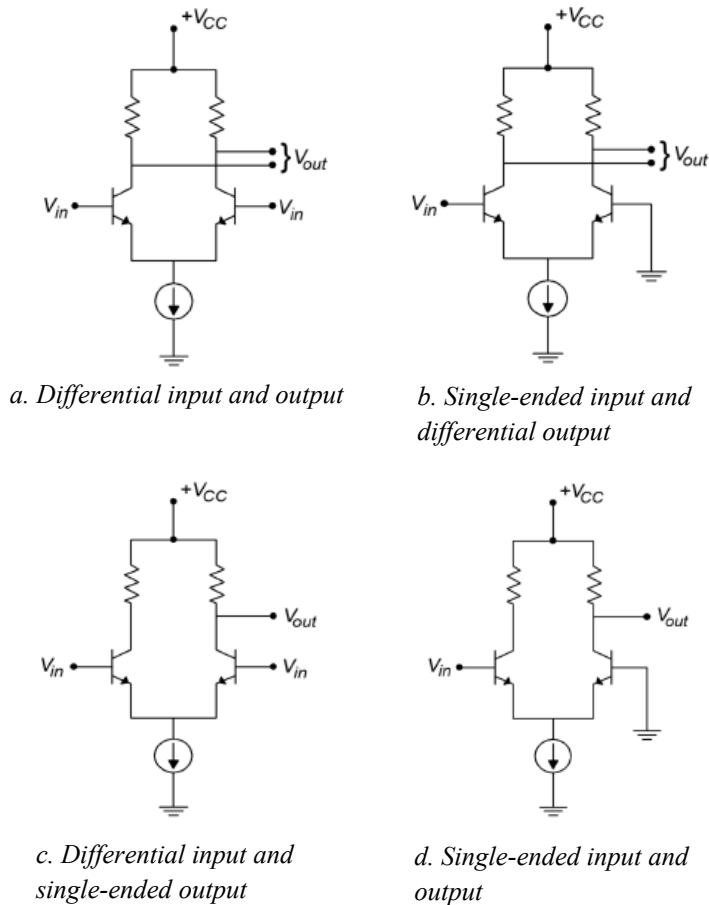 +VCC
} Vout
Vin
Vin
a. Differential input and output
+VCC
} Vout
Vin
b. Single-ended input and
differential output
+VCC
Vout
Vin
Vin
c. Differential input and
single-ended output
+VCC
Vout
Vin
d. Single-ended input and
output